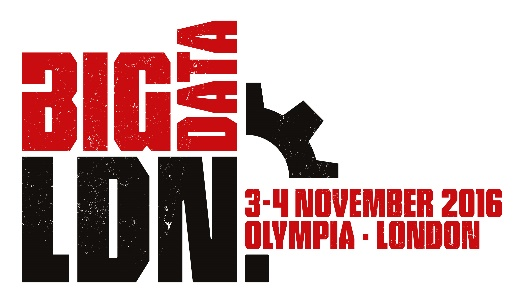 BIG DATA
LDN.
3-4 NOVEMBER 2016
OLYMPIA · LONDON